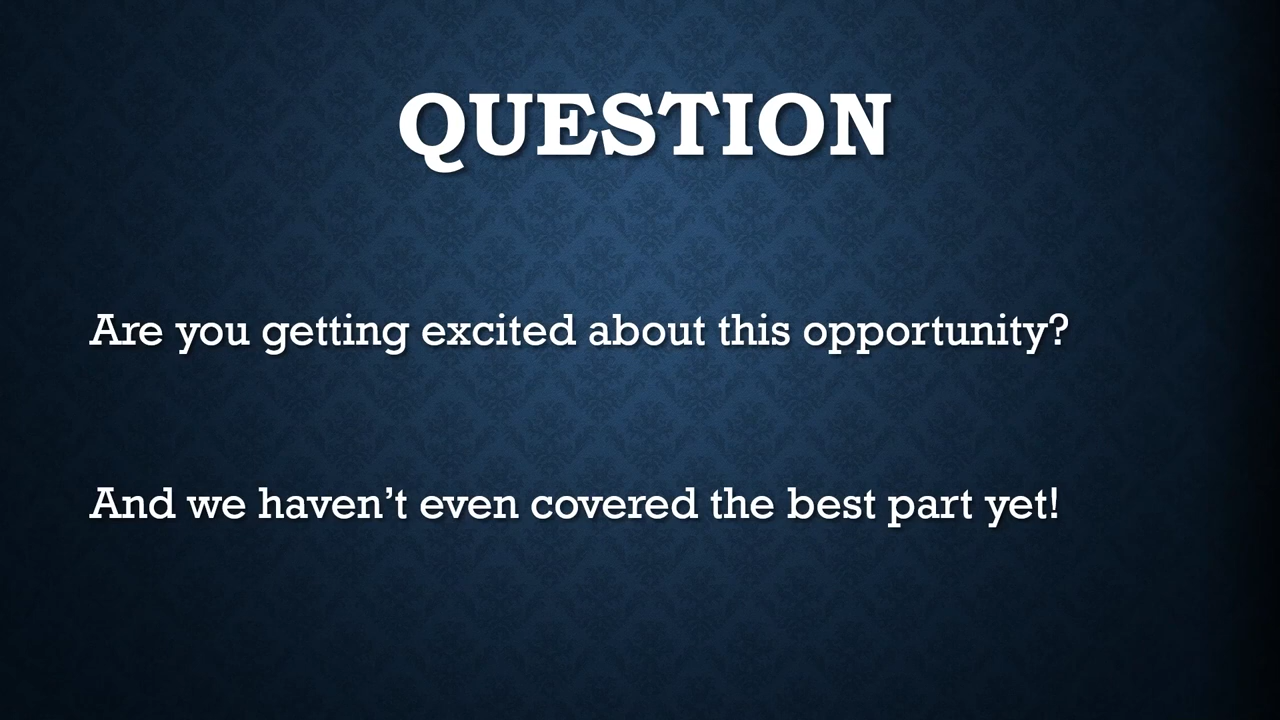 QUESTION
Are you getting excited about this opportunity?
And we haven’t even covered the best part yet!